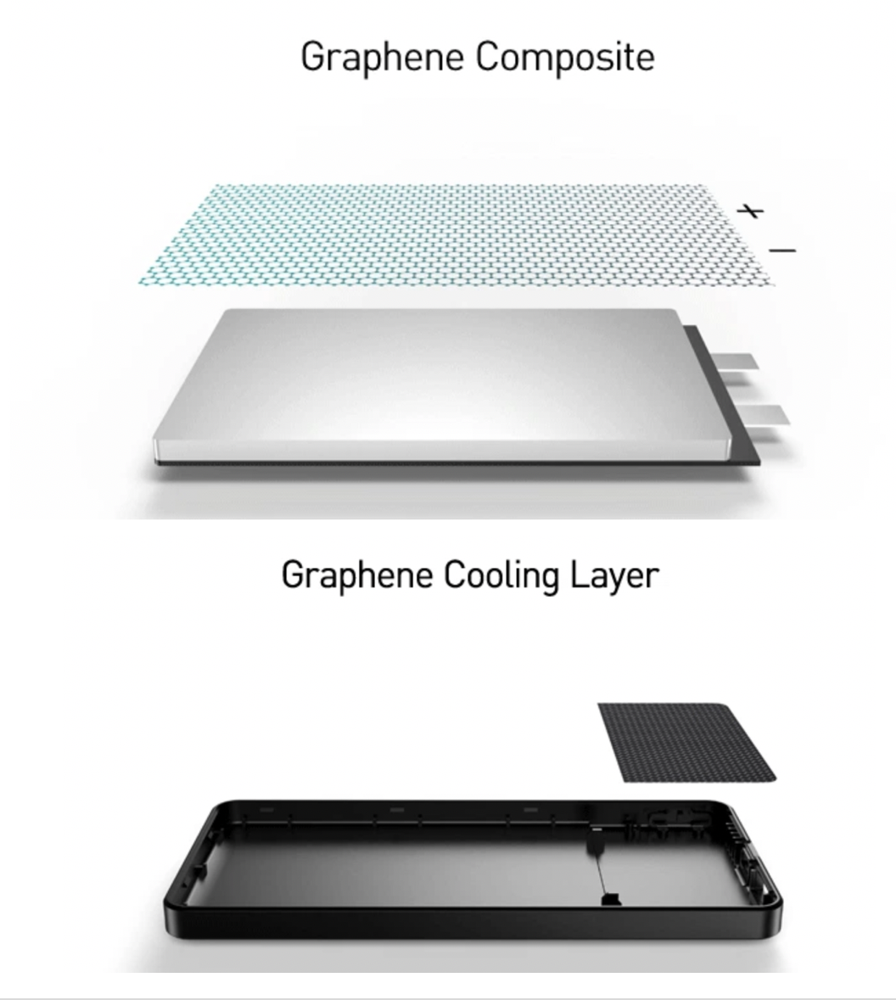 Graphene Composite
+
-
Graphene Cooling Layer